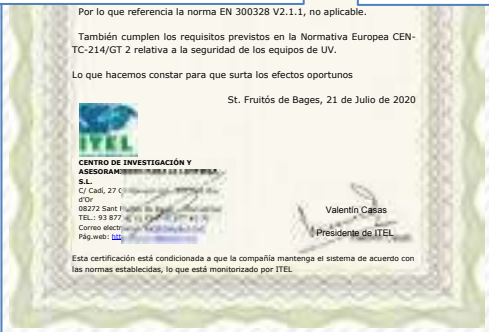 Por lo que referencia la norma EN 300328 V2.1.1, no aplicable.
También cumplen los requisitos previstos en la Normativa Europea CEN-
TC-214/GT 2 relativa a la seguridad de los equipos de UV.
Lo que hacemos constar para que surta los efectos oportunos
St. Fruitós de Bages, 21 de Julio de 2020
ITEL
CENTRO DE INVESTIGACIÓN Y
S.L.
C/ Cadí, 27
d'Or
08272 Sant
TEL.: 93 877
Correo
Pág.web:
Valentín Casas
Presidente de ITEL
Esta certificación está condicionada a que la compañía mantenga el sistema de acuerdo con
las normas establecidas, lo que está monitorizado por ITEL